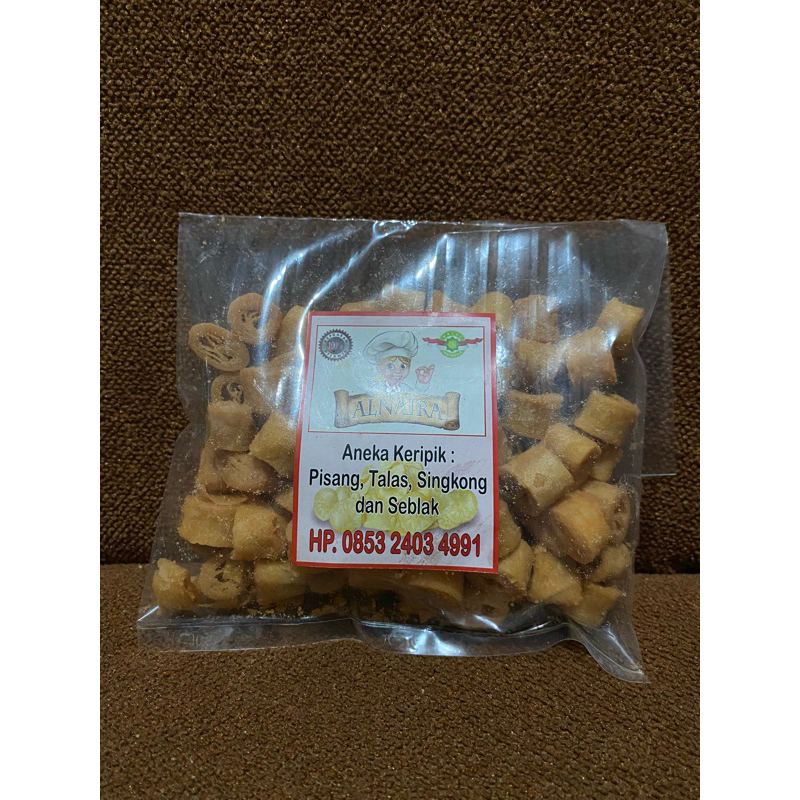 ALNAIRA
Aneka Keripik :
Pisang, Talas, Singkong
dan Seblak
HP. 0853 2403 4991